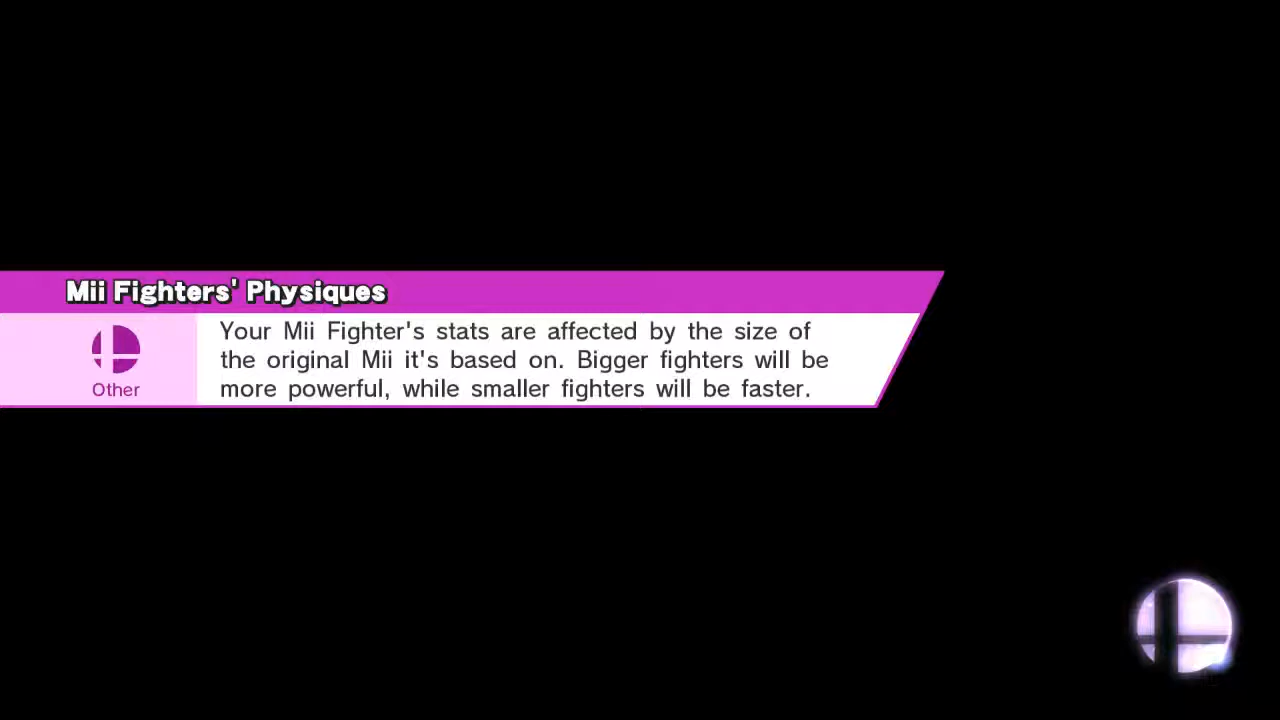 Mii Fighters' Physiques
Your Mii Fighter's stats are affected by the size of
the original Mii it's based on. Bigger fighters will be
more powerful, while smaller fighters will be faster.
Other